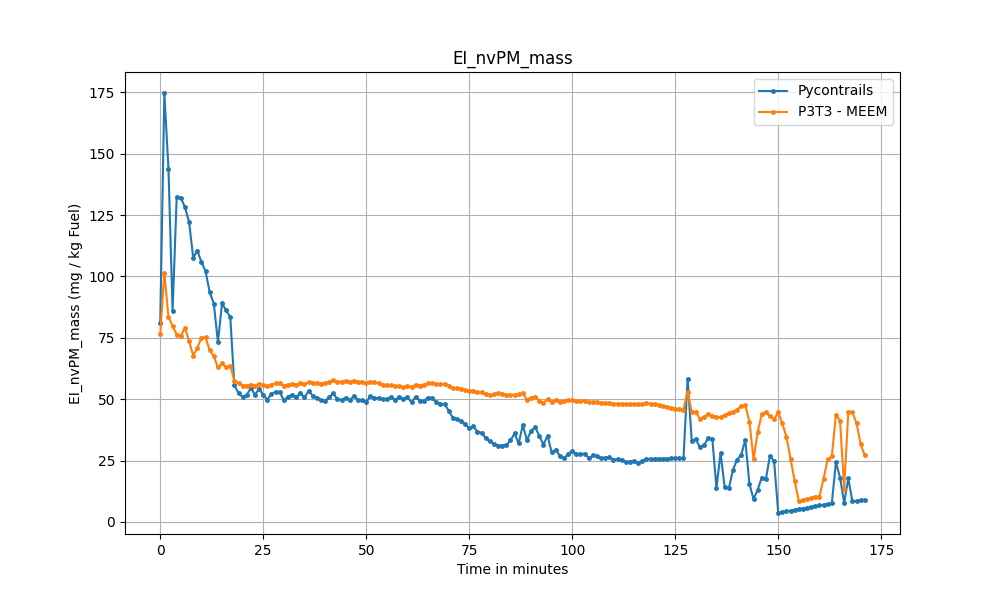 EI_nvPM_mass
Pycontrails
P3T3 - MEEM
EI_nvPM_mass (mg / kg Fuel)
175
150
125
100
75
50
25
0
0 25 50 75 100 125 150 175
Time in minutes